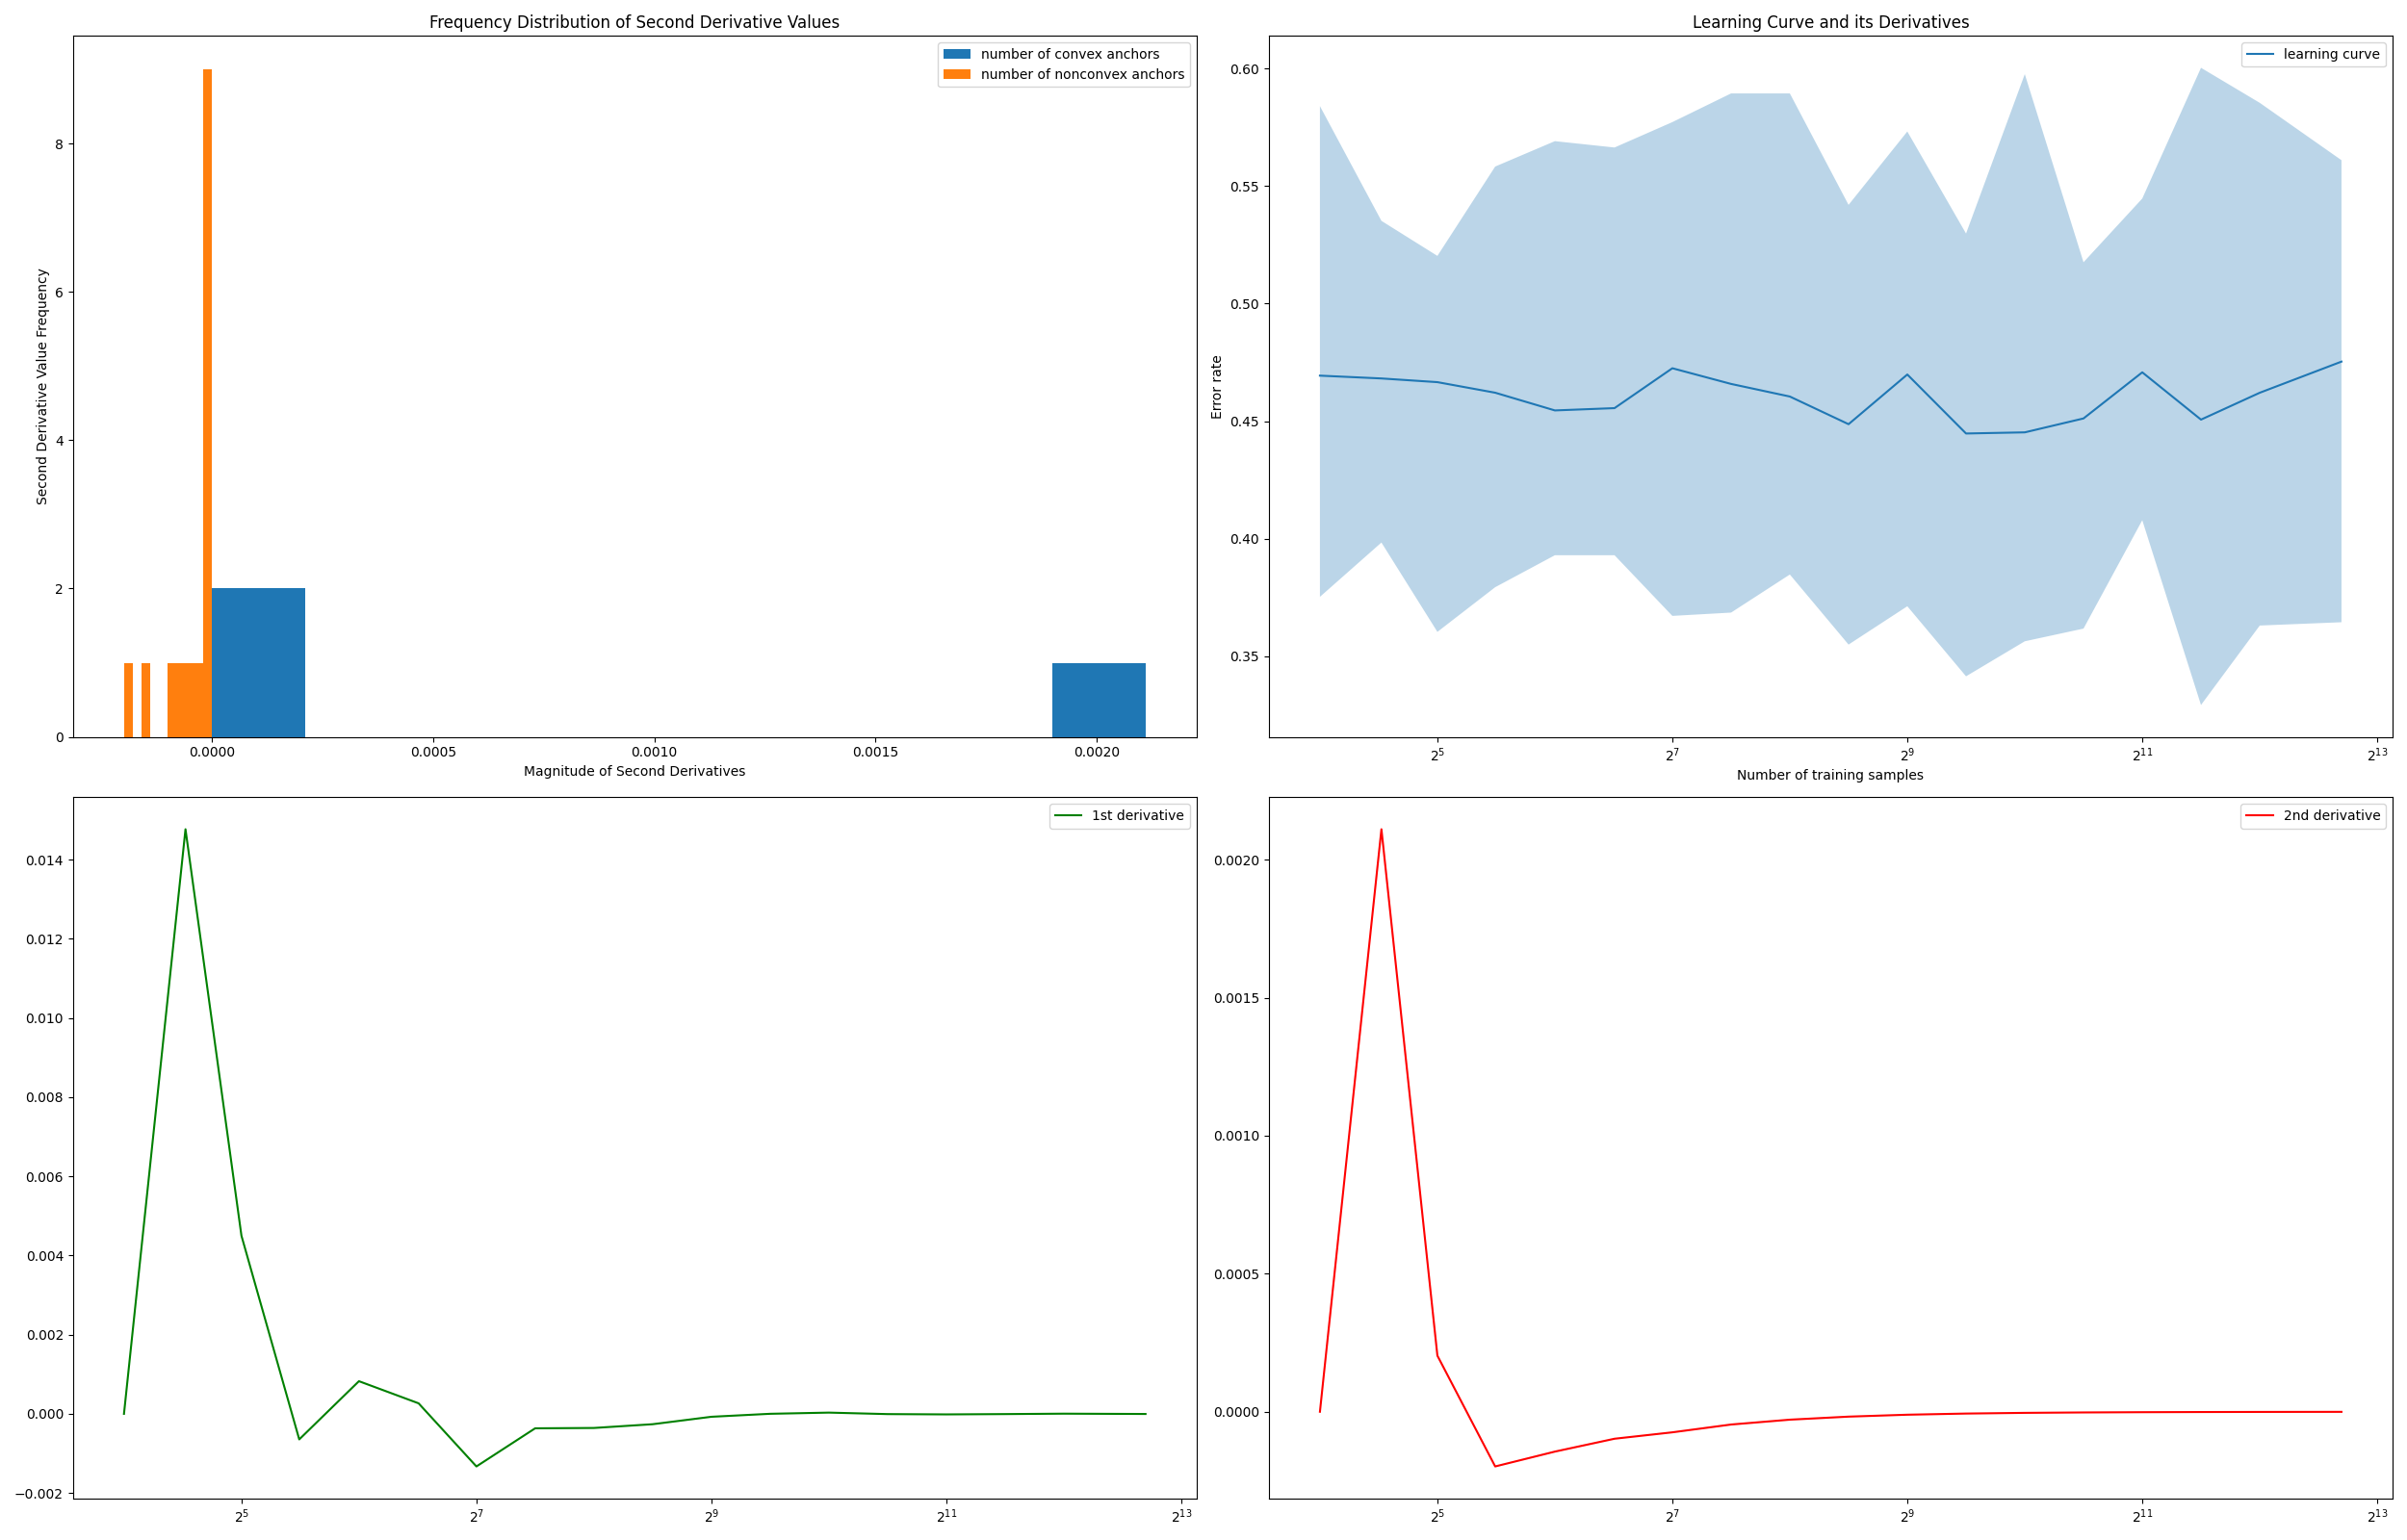 Frequency Distribution of Second Derivative Values
number of convex anchors
number of nonconvex anchors
Second Derivative Value Frequency
8
6
4
2
0
0.0000 0.0005 0.0010 0.0015 0.0020
Magnitude of Second Derivatives
Learning Curve and its Derivatives
learning curve
Error rate
0.60
0.55
0.50
0.45
0.40
0.35
2^5 2^7 2^9 2^11 2^13
Number of training samples
1st derivative
0.014
0.012
0.010
0.008
0.006
0.004
0.002
0.000
−0.002
2^5 2^7 2^9 2^11 2^13
2nd derivative
0.0020
0.0015
0.0010
0.0005
0.0000
2^5 2^7 2^9 2^11 2^13